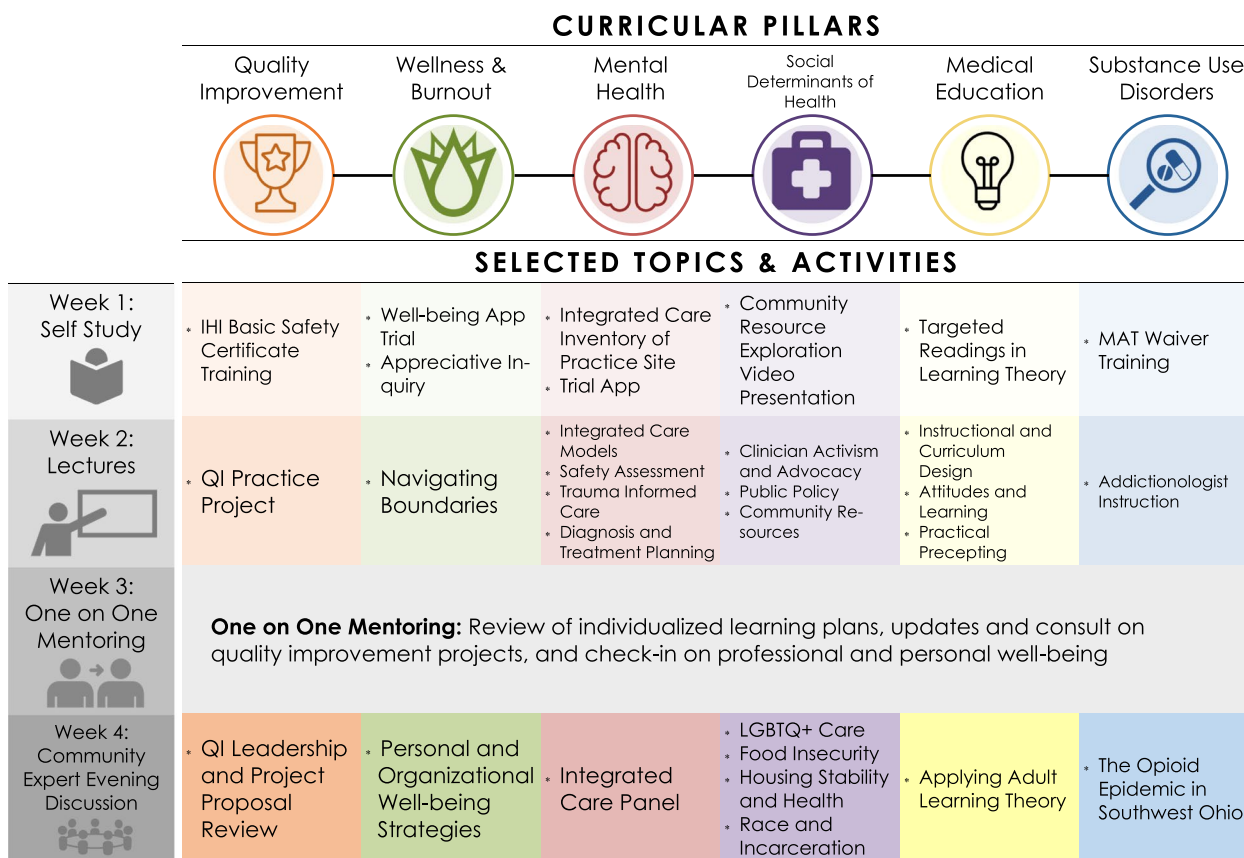 CURRICULAR PILLARS
Quality
Improvement
Wellness &
Burnout
Mental
Health
Social
Determinants of
Health
Medical
Education
Substance Use
Disorders
SELECTED TOPICS & ACTIVITIES
Week 1:
Self Study
* IHI Basic Safety
Certificate
Training
* Well-being App
Trial
* Appreciative In-
quiry
* Integrated Care
Inventory of
Practice Site
* Trial App
* Community
Resource
Exploration
Video
Presentation
* Targeted
Readings in
Learning Theory
* MAT Waiver
Training
Week 2:
Lectures
* QI Practice
Project
* Navigating
Boundaries
* Integrated Care
Models
* Safety Assessment
* Trauma Informed
Care
* Diagnosis and
Treatment Planning
* Clinician Activism
and Advocacy
* Public Policy
* Community Re-
sources
* Instructional and
Curriculum
Design
* Attitudes and
Learning
* Practical
Precepting
* Addictionologist
Instruction
Week 3:
One on One
Mentoring
One on One Mentoring: Review of individualized learning plans, updates and consult on
quality improvement projects, and check-in on professional and personal well-being
Week 4:
Community
Expert Evening
Discussion
* QI Leadership
and Project
Proposal
Review
* Personal and
Organizational
Well-being
Strategies
* Integrated
Care Panel
* LGBTQ+ Care
* Food Insecurity
* Housing Stability
and Health
* Race and
Incarceration
* Applying Adult
Learning Theory
* The Opioid
Epidemic in
Southwest Ohio